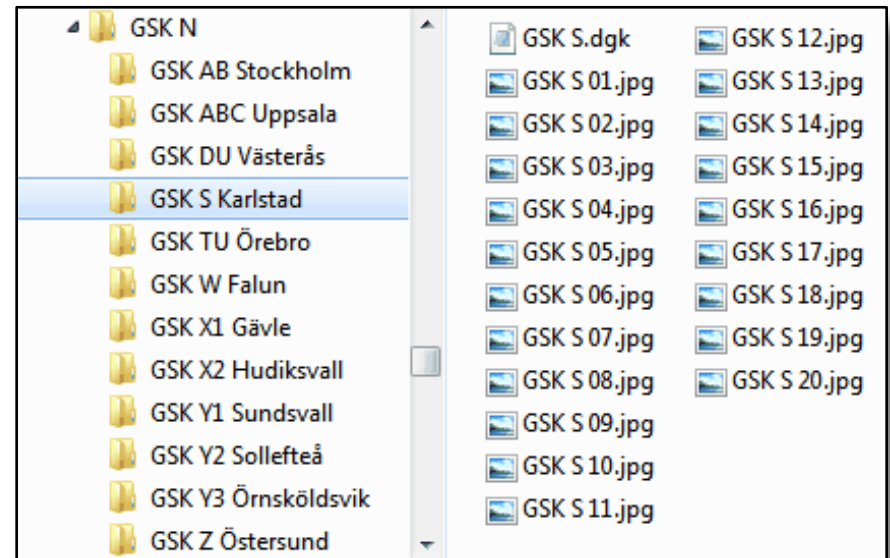 GSK N
GSK AB Stockholm
GSK ABC Uppsala
GSK DU Västerås
GSK S Karlstad
GSK TU Örebro
GSK W Falun
GSK X1 Gävle
GSK X2 Hudiksvall
GSK Y1 Sundsvall
GSK Y2 Sollefteå
GSK Y3 Örnsköldsvik
GSK Z Östersund
GSK S.dgk
GSK S 01.jpg
GSK S 02.jpg
GSK S 03.jpg
GSK S 04.jpg
GSK S 05.jpg
GSK S 06.jpg
GSK S 07.jpg
GSK S 08.jpg
GSK S 09.jpg
GSK S 10.jpg
GSK S 11.jpg
GSK S 12.jpg
GSK S 13.jpg
GSK S 14.jpg
GSK S 15.jpg
GSK S 16.jpg
GSK S 17.jpg
GSK S 18.jpg
GSK S 19.jpg
GSK S 20.jpg